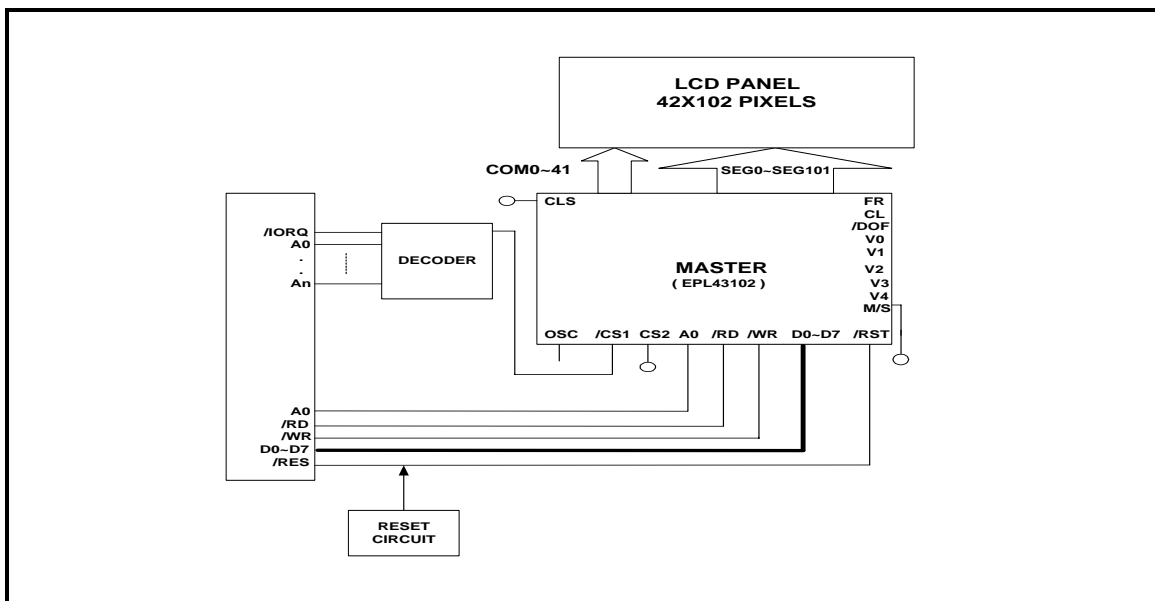 LCD PANEL
42X102 PIXELS
COM0~41
SEG0~SEG101
CLS
FR
CL
/DOF
V0
V1
V2
V3
V4
M/S
MASTER
( EPL43102 )
OSC /CS1 CS2 A0 /RD /WR D0~D7 /RST
/IORQ
A0
.
.
An
DECODER
A0
/RD
/WR
D0~D7
/RES
RESET
CIRCUIT